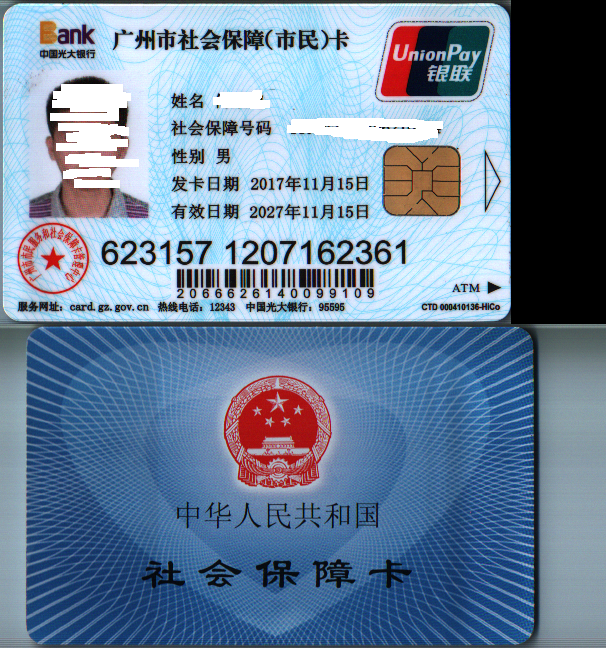 Bank
中国光大银行
广州市社会保障(市民)卡
UnionPay
银联
姓名
社会保障号码
性别 男
发卡日期 2017年11月15日
有效日期 2027年11月15日
623157 1207162361
2066626140099109
ATM
服务网址: card.gz.gov.cn 热线电话: 12343 中国光大银行: 95595
CTD 000410136-HiCo
中华人民共和国
社会保障卡